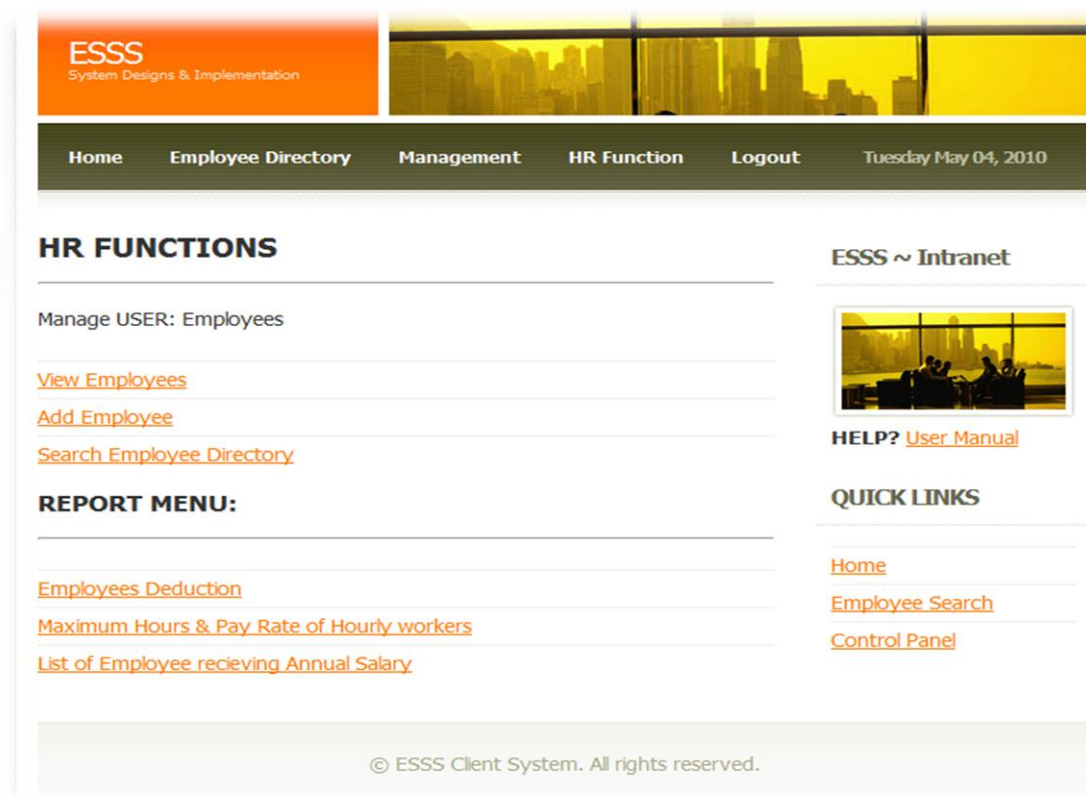 ESSS
System Designs & Implementation
Home Employee Directory Management HR Function Logout Tuesday May 04, 2010
HR FUNCTIONS
Manage USER: Employees
View Employees
Add Employee
Search Employee Directory
REPORT MENU:
Employees Deduction
Maximum Hours & Pay Rate of Hourly workers
List of Employee recieving Annual Salary
ESSS ~ Intranet
HELP? User Manual
QUICK LINKS
Home
Employee Search
Control Panel
© ESSS Client System. All rights reserved.